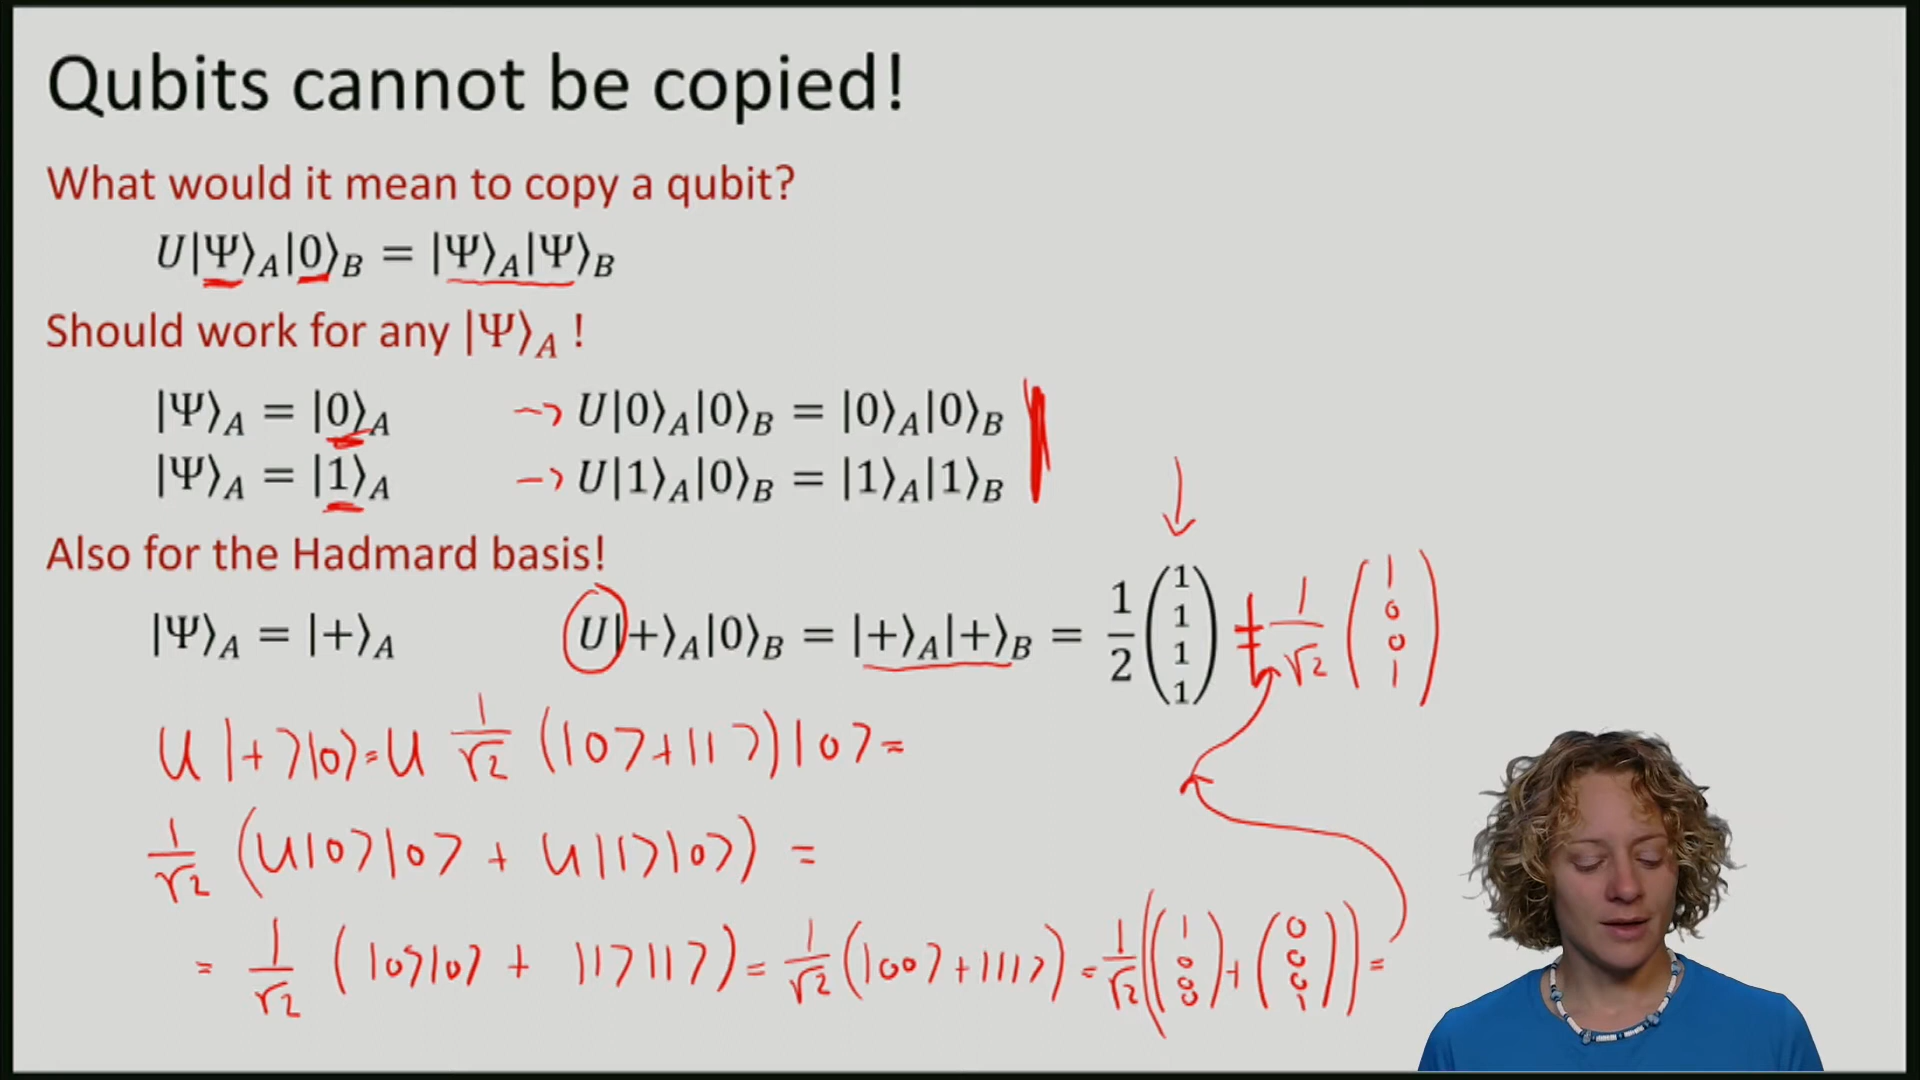 Qubits cannot be copied!
What would it mean to copy a qubit?
U|Ψ⟩_A|0⟩_B = |Ψ⟩_A|Ψ⟩_B
Should work for any |Ψ⟩_A !
|Ψ⟩_A = |0⟩_A → U|0⟩_A|0⟩_B = |0⟩_A|0⟩_B
|Ψ⟩_A = |1⟩_A → U|1⟩_A|0⟩_B = |1⟩_A|1⟩_B
Also for the Hadmard basis!
|Ψ⟩_A = |+⟩_A U|+⟩_A|0⟩_B = |+⟩_A|+⟩_B = 1/2 (1 1 1 1) ≠ 1/√2 (1 0 0 1)
U|+⟩|0⟩ = U 1/√2 (|0⟩+|1⟩)|0⟩ =
1/√2 (U|0⟩|0⟩ + U|1⟩|0⟩) =
= 1/√2 (|0⟩|0⟩ + |1⟩|1⟩) = 1/√2 (|00⟩+|11⟩) = 1/√2 ((1 0 0 0) + (0 0 0 1)) =